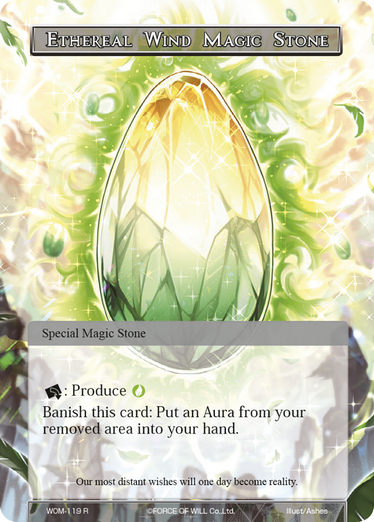 Ethereal Wind Magic Stone
Special Magic Stone
: Produce
Banish this card: Put an Aura from your
removed area into your hand.
Our most distant wishes will one day become reality.
WOM-119 R ©FORCE OF WILL Co.,Ltd. Illust/Ashes